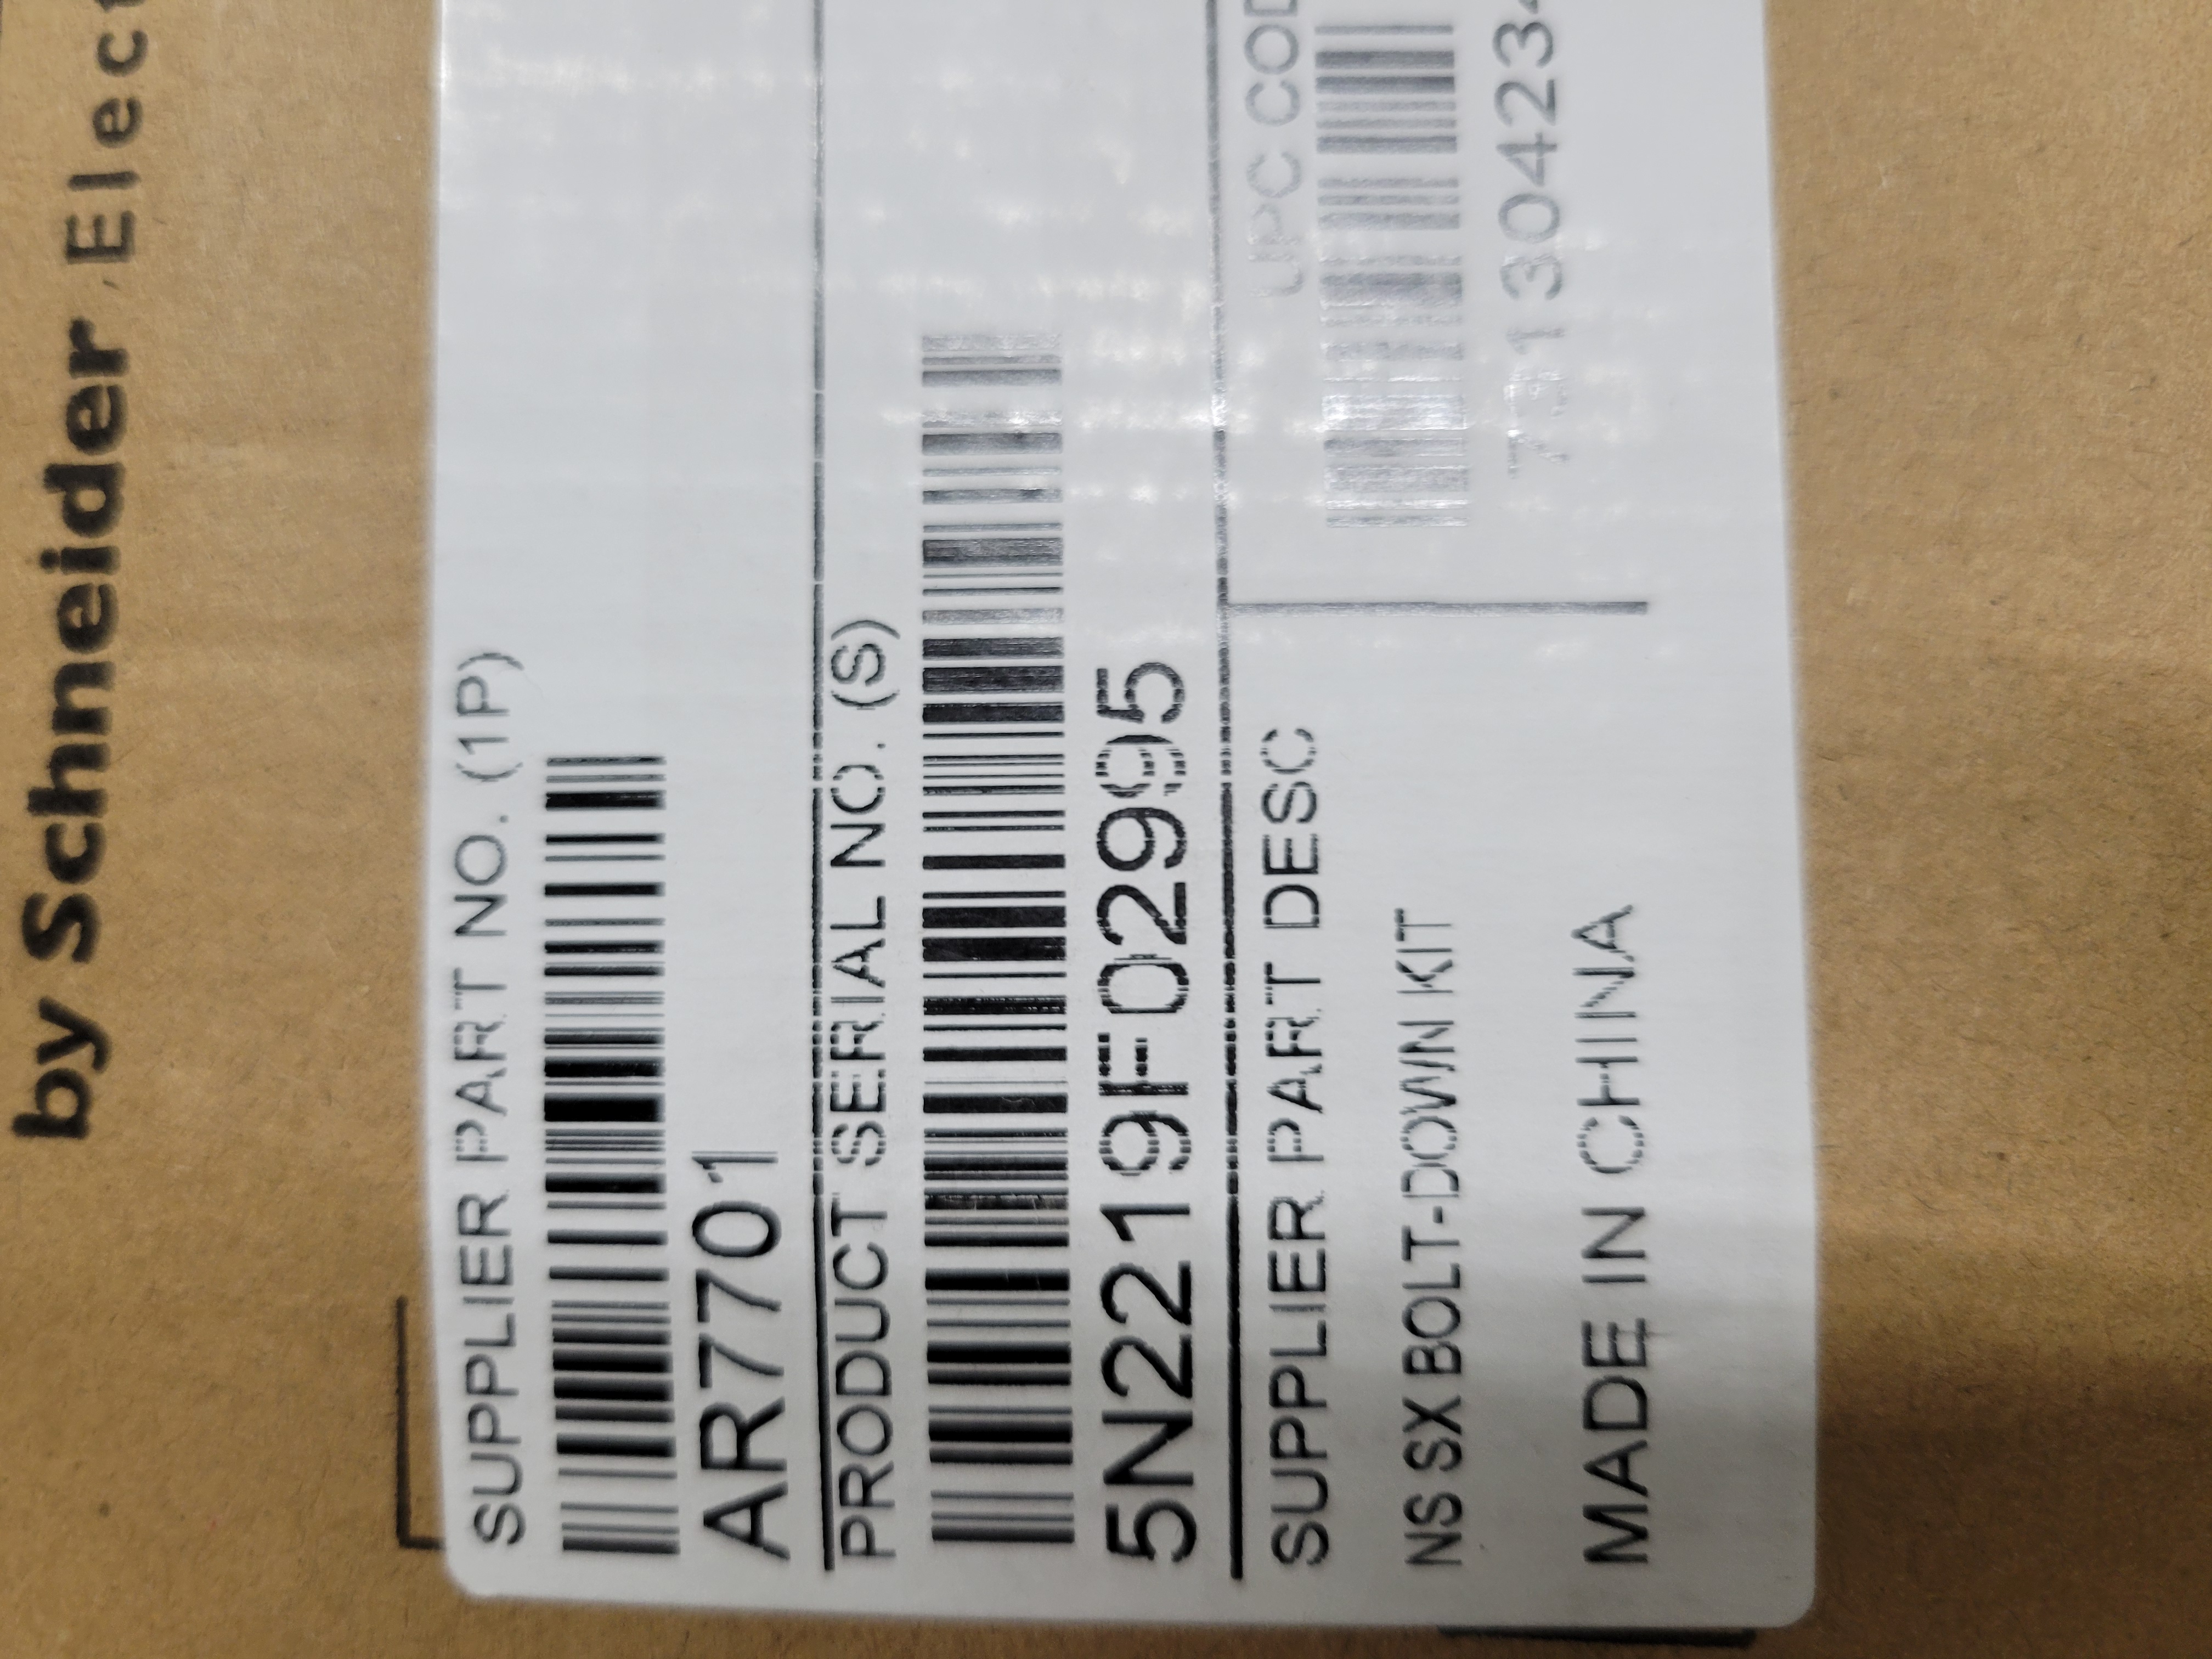 by Schneider Elect
SUPPLIER PART NO. (1P)
AR7701
PRODUCT SERIAL NO. (S)
5N2219F02995
SUPPLIER PART DESC
NS SX BOLT-DOWN KIT
MADE IN CHINA
UPC COD
731304234